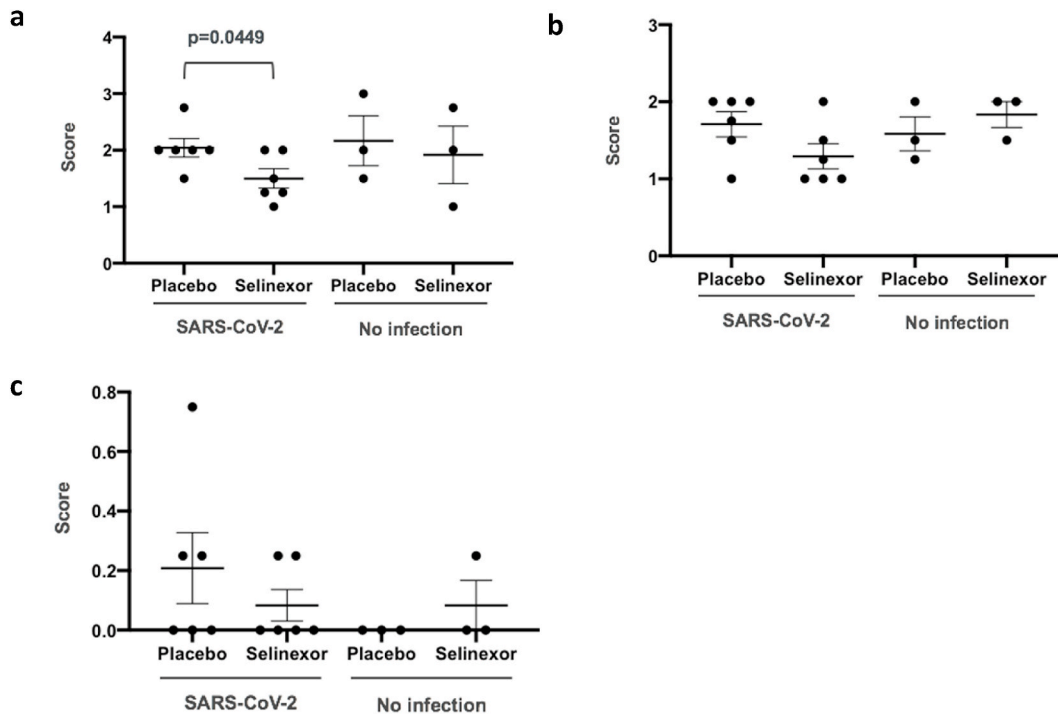 a
p=0.0449
4
3
2
1
0
Score
Placebo Selinexor Placebo Selinexor
SARS-CoV-2 No infection
b
3
2
1
0
Score
Placebo Selinexor Placebo Selinexor
SARS-CoV-2 No infection
c
0.8
0.6
0.4
0.2
0.0
Score
Placebo Selinexor Placebo Selinexor
SARS-CoV-2 No infection